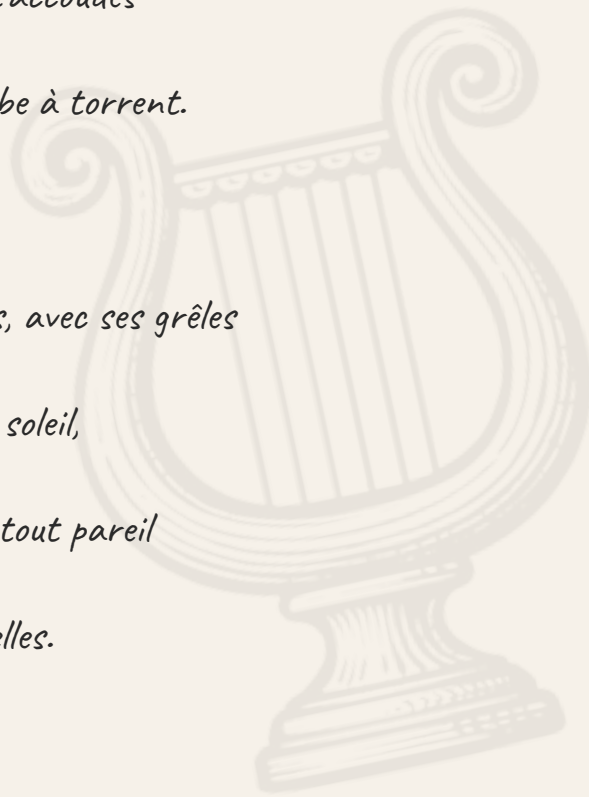 accoudés
be à torrent.
s, avec ses grêles
soleil,
tout pareil
elles.